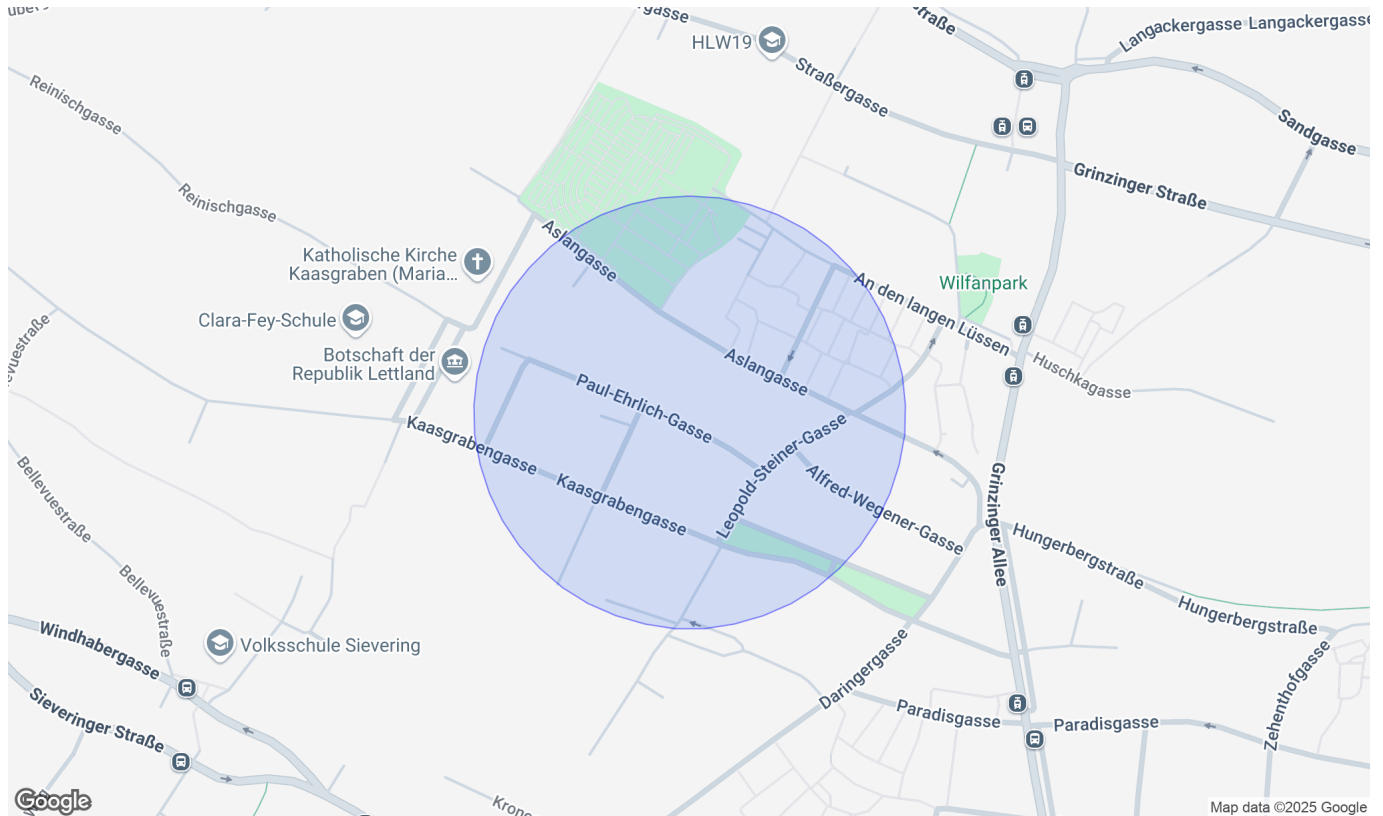 HLW19
Straßergasse
Langackergasse
Langackergasse
Sandgasse
Grinzinger Straße
Reinischgasse
Reinischgasse
Aslangasse
Katholische Kirche
Kaasgraben (Maria…
Clara-Fey-Schule
Botschaft der
Republik Lettland
Wilfanpark
An den langen Lüssen
Huschkagasse
Aslangasse
Paul-Ehrlich-Gasse
Kaasgrabengasse
Kaasgrabengasse
Leopold-Steiner-Gasse
Alfred-Wegener-Gasse
Grinzinger Allee
Hungerbergstraße
Hungerbergstraße
Bellevuestraße
Bellevuestraße
Windhabergasse
Volksschule Sievering
Sieveringer Straße
Daringergasse
Paradisgasse
Paradisgasse
Zehenthofgasse
Google
Map data ©2025 Google